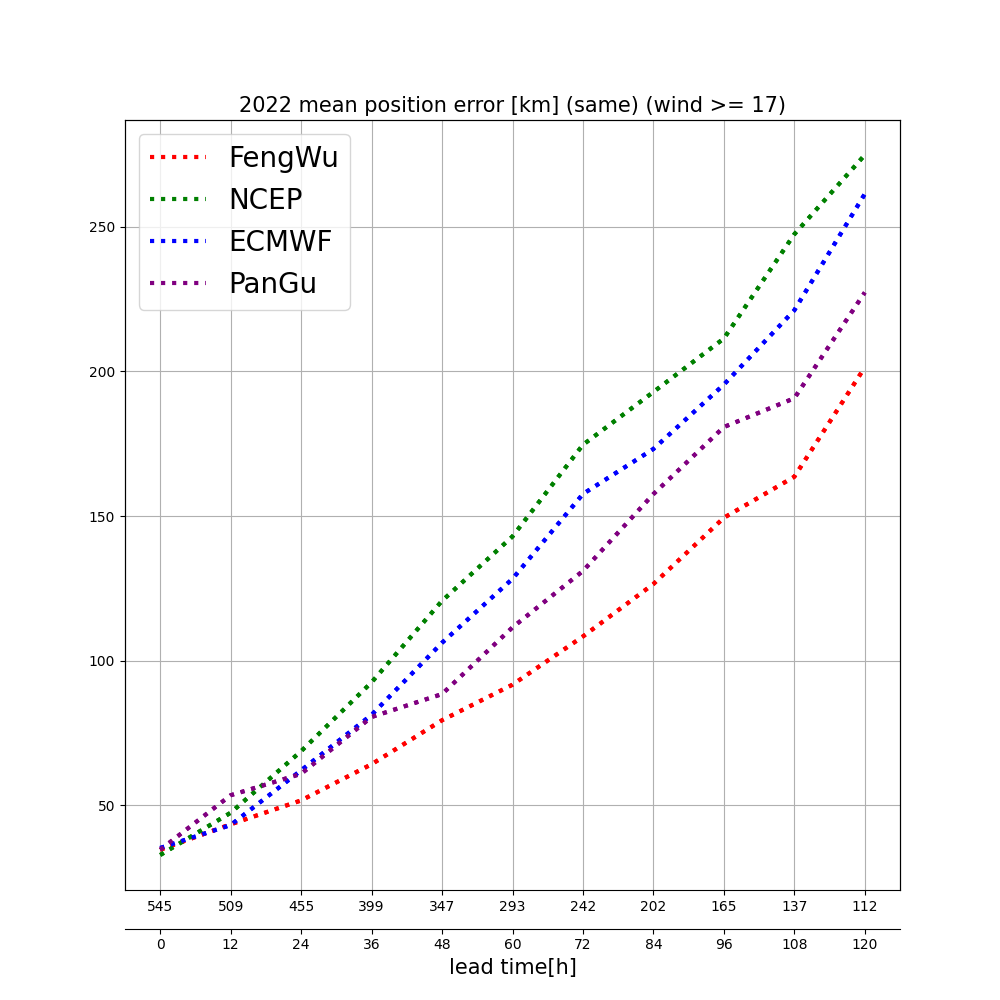 2022 mean position error [km] (same) (wind >= 17)
FengWu
NCEP
ECMWF
PanGu
250
200
150
100
50
545 509 455 399 347 293 242 202 165 137 112
0 12 24 36 48 60 72 84 96 108 120
lead time[h]